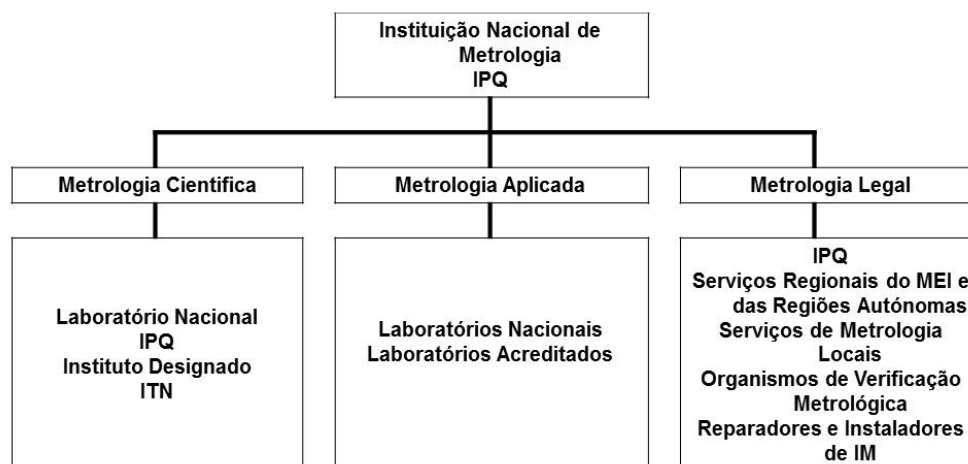 Instituição Nacional de
Metrologia
IPQ
Metrologia Cientifica
Metrologia Aplicada
Metrologia Legal
Laboratório Nacional
IPQ
Instituto Designado
ITN
Laboratórios Nacionais
Laboratórios Acreditados
IPQ
Serviços Regionais do MEI e
das Regiões Autónomas
Serviços de Metrologia
Locais
Organismos de Verificação
Metrológica
Reparadores e Instaladores
de IM